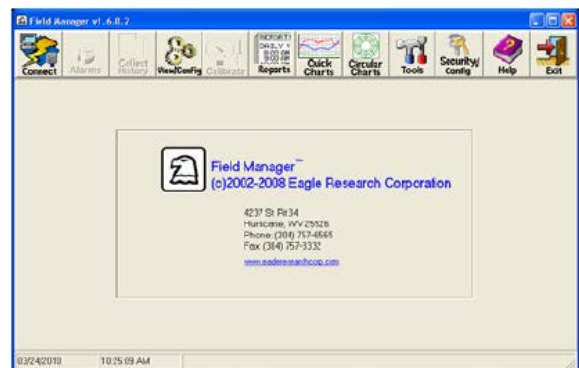 Field Manager v1.6.0.2
Connect
Alarms
Collect History
View/Config
Calibrate
Reports
Quick Charts
Circular Charts
Tools
Security/ Config
Help
Exit
Field Manager™
(c)2002-2008 Eagle Research Corporation
4237 St Rt 34
Hurricane, WV 25526
Phone: (304) 757-6565
Fax (304) 757-3332
www.eagleresearchcorp.com
03/24/2010 10:25:09 AM